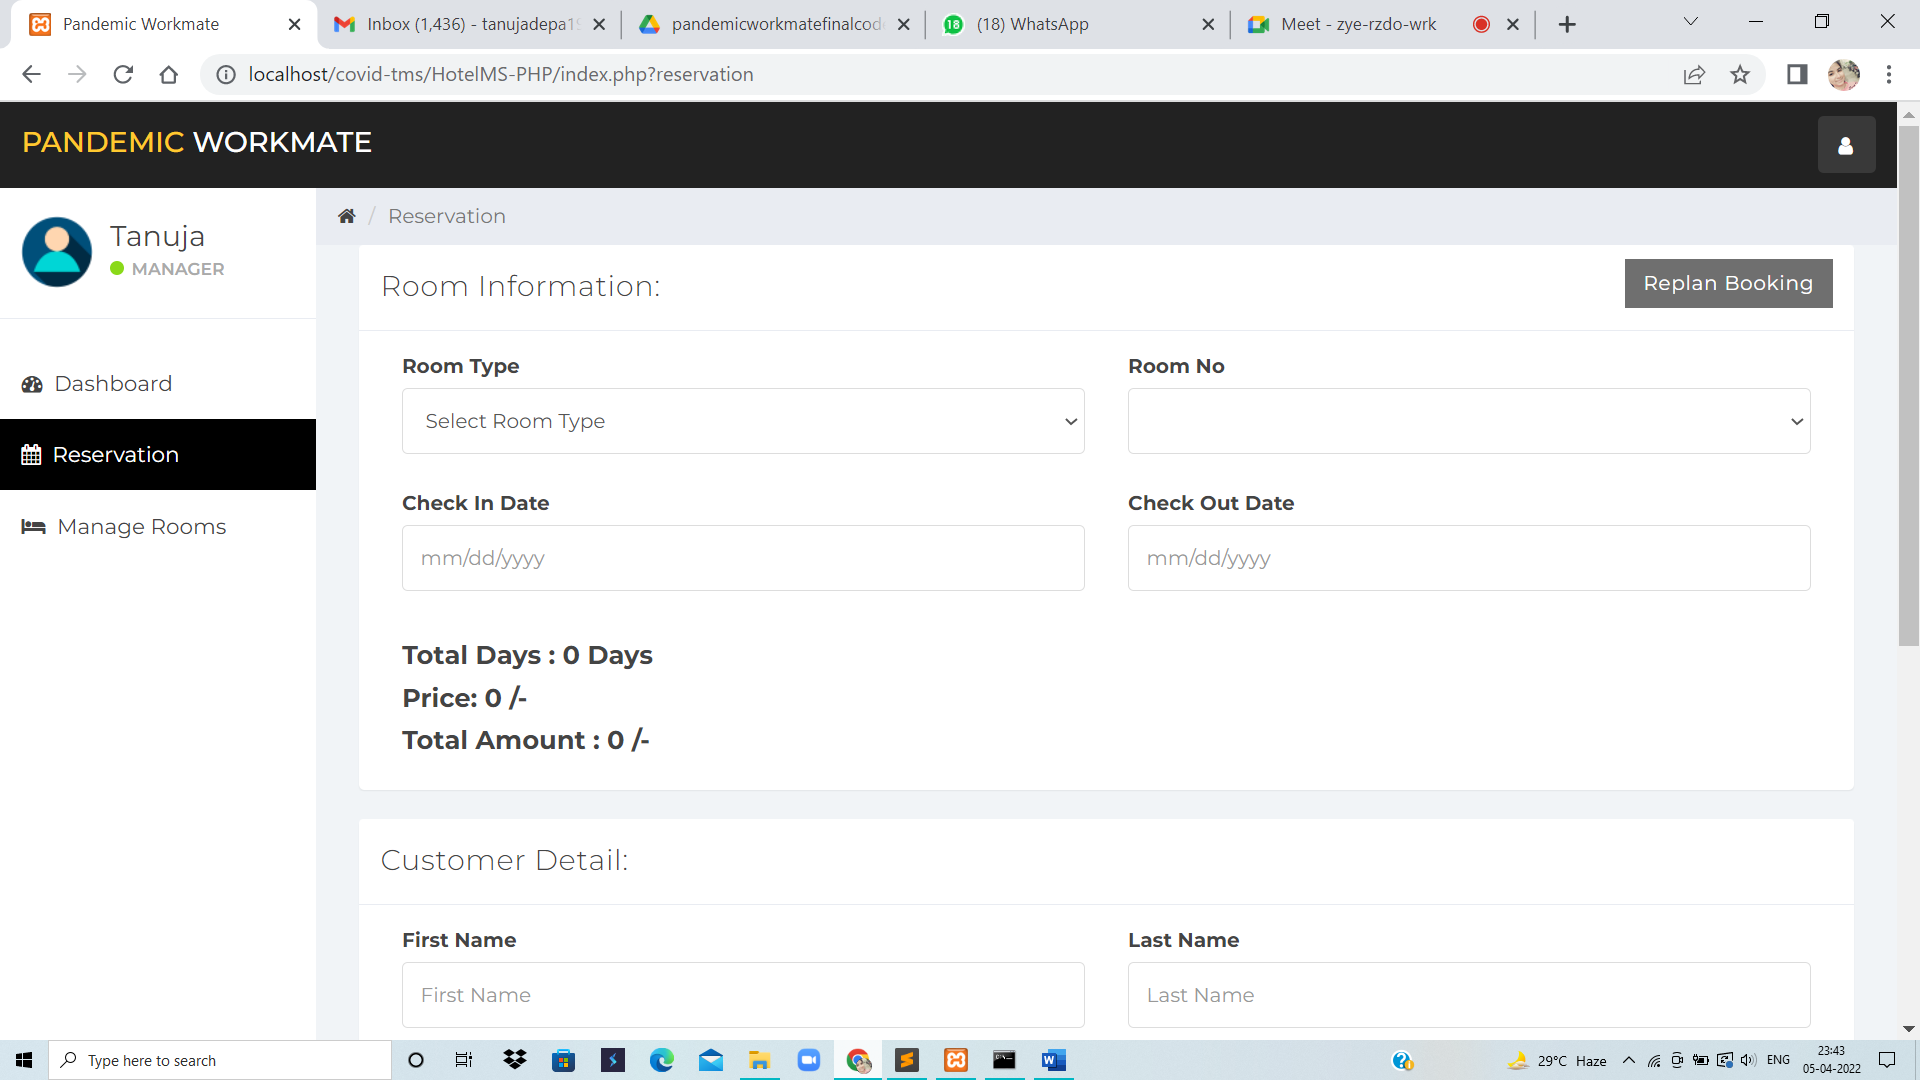 Pandemic Workmate
Inbox (1,436) - tanujadepa19
pandemicworkmatefinalcod
18 (18) WhatsApp
Meet - zye-rzdo-wrk
localhost/covid-tms/HotelMS-PHP/index.php?reservation
PANDEMIC WORKMATE
Tanuja
MANAGER
Dashboard
Reservation
Manage Rooms
/ Reservation
Room Information:
Replan Booking
Room Type
Room No
Select Room Type
Check In Date
Check Out Date
mm/dd/yyyy
mm/dd/yyyy
Total Days : 0 Days
Price: 0 /-
Total Amount : 0 /-
Customer Detail:
First Name
Last Name
First Name
Last Name
Type here to search
29°C Haze
ENG
23:43
05-04-2022